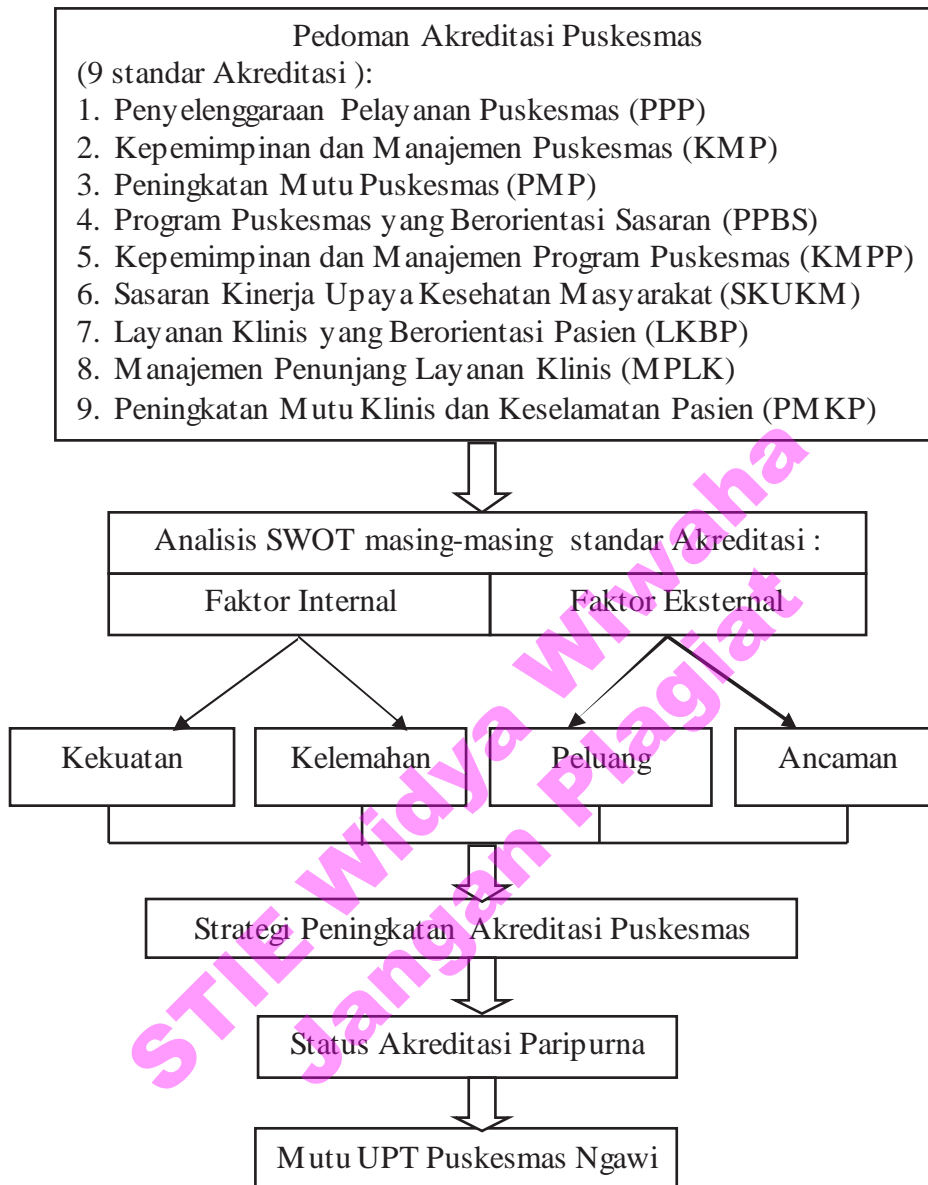 Pedoman Akreditasi Puskesmas
(9 standar Akreditasi ):
1. Penyelenggaraan Pelayanan Puskesmas (PPP)
2. Kepemimpinan dan Manajemen Puskesmas (KMP)
3. Peningkatan Mutu Puskesmas (PMP)
4. Program Puskesmas yang Berorientasi Sasaran (PPBS)
5. Kepemimpinan dan Manajemen Program Puskesmas (KMPP)
6. Sasaran Kinerja Upaya Kesehatan Masyarakat (SKUKM)
7. Layanan Klinis yang Berorientasi Pasien (LKBP)
8. Manajemen Penunjang Layanan Klinis (MPLK)
9. Peningkatan Mutu Klinis dan Keselamatan Pasien (PMKP)
Analisis SWOT masing-masing standar Akreditasi :
Faktor Internal
Faktor Eksternal
Kekuatan
Kelemahan
Peluang
Ancaman
Strategi Peningkatan Akreditasi Puskesmas
Status Akreditasi Paripurna
Mutu UPT Puskesmas Ngawi
STIE Widya Wiwaha
Jangan Plagiat